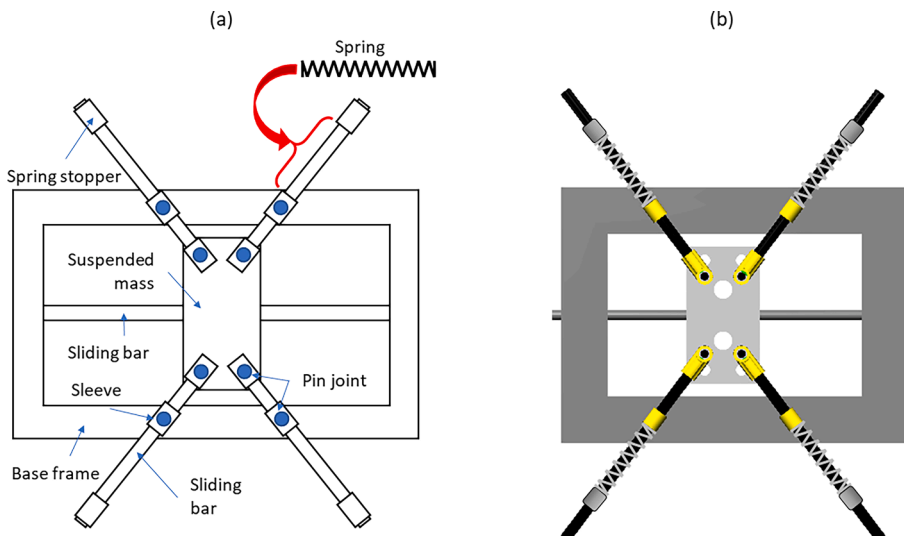 (a)
(b)
Spring
Spring stopper
Suspended
mass
Sliding bar
Sleeve
Pin joint
Base frame
Sliding
bar